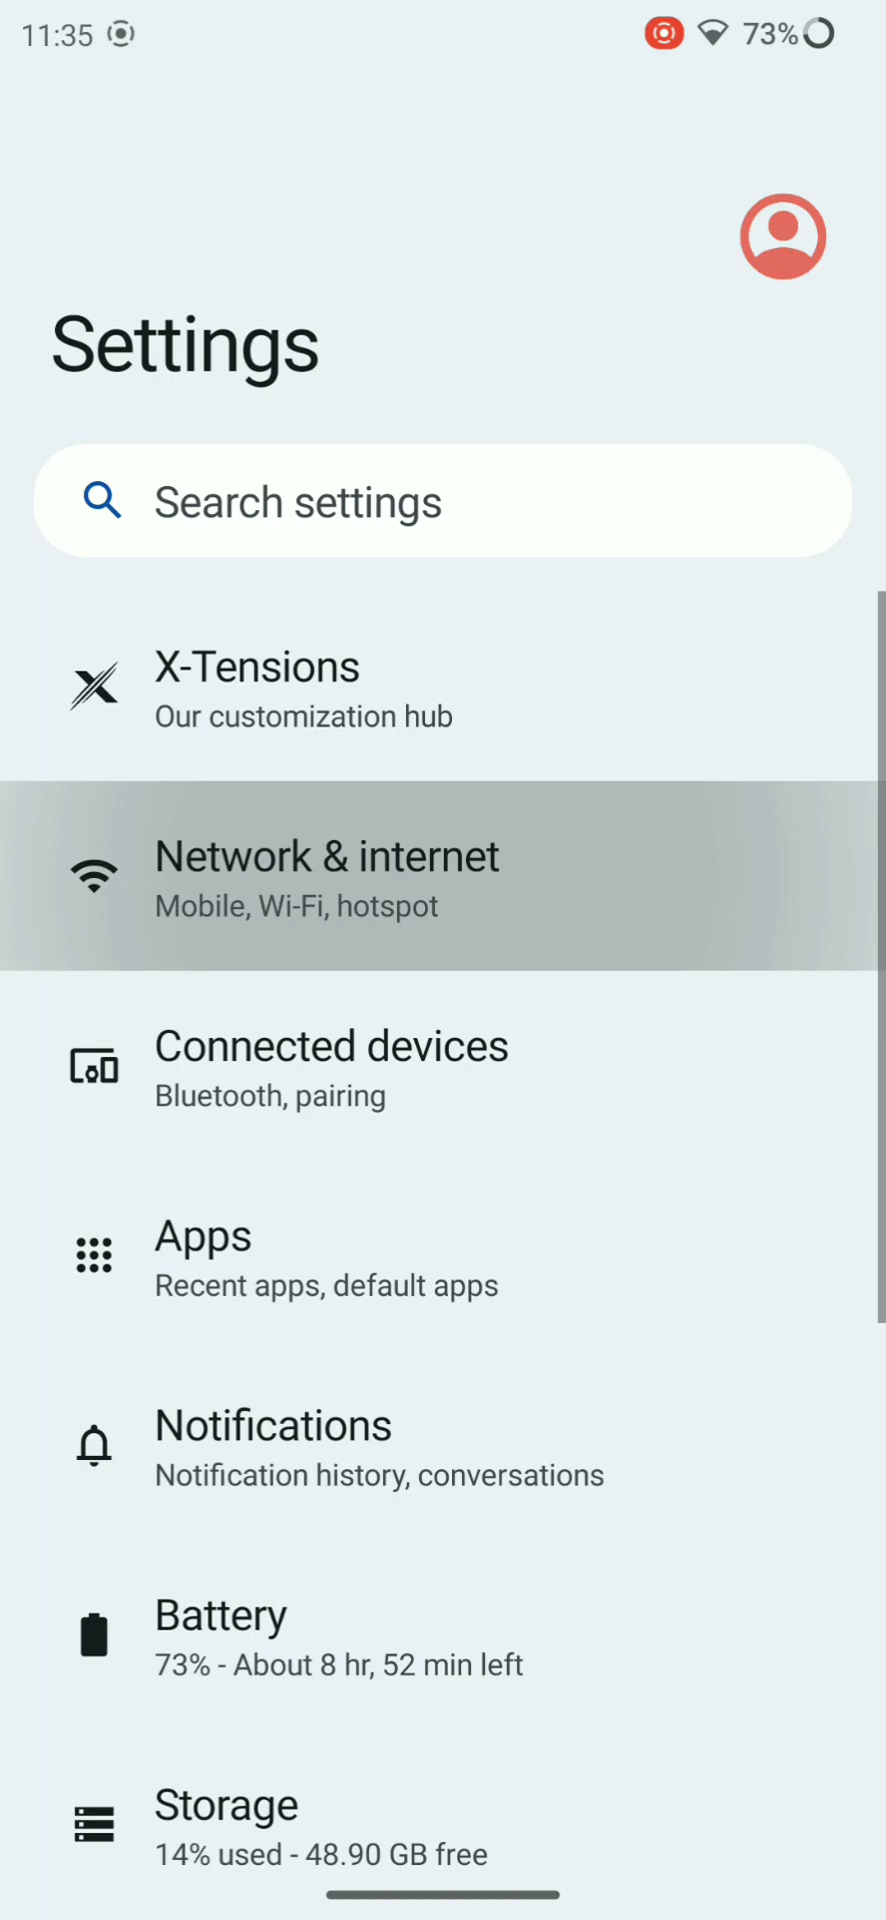 11:35
73%
Settings
Search settings
X-Tensions
Our customization hub
Network & internet
Mobile, Wi-Fi, hotspot
Connected devices
Bluetooth, pairing
Apps
Recent apps, default apps
Notifications
Notification history, conversations
Battery
73% - About 8 hr, 52 min left
Storage
14% used - 48.90 GB free